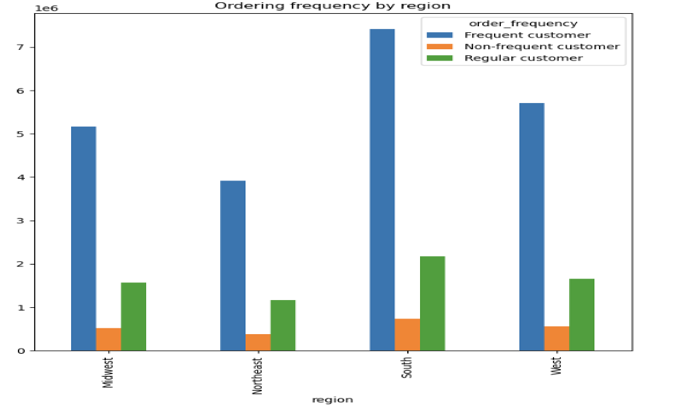 Ordering frequency by region
1e6
order_frequency
Frequent customer
Non-frequent customer
Regular customer
7
6
5
4
3
2
1
0
Midwest
Northeast
South
West
region